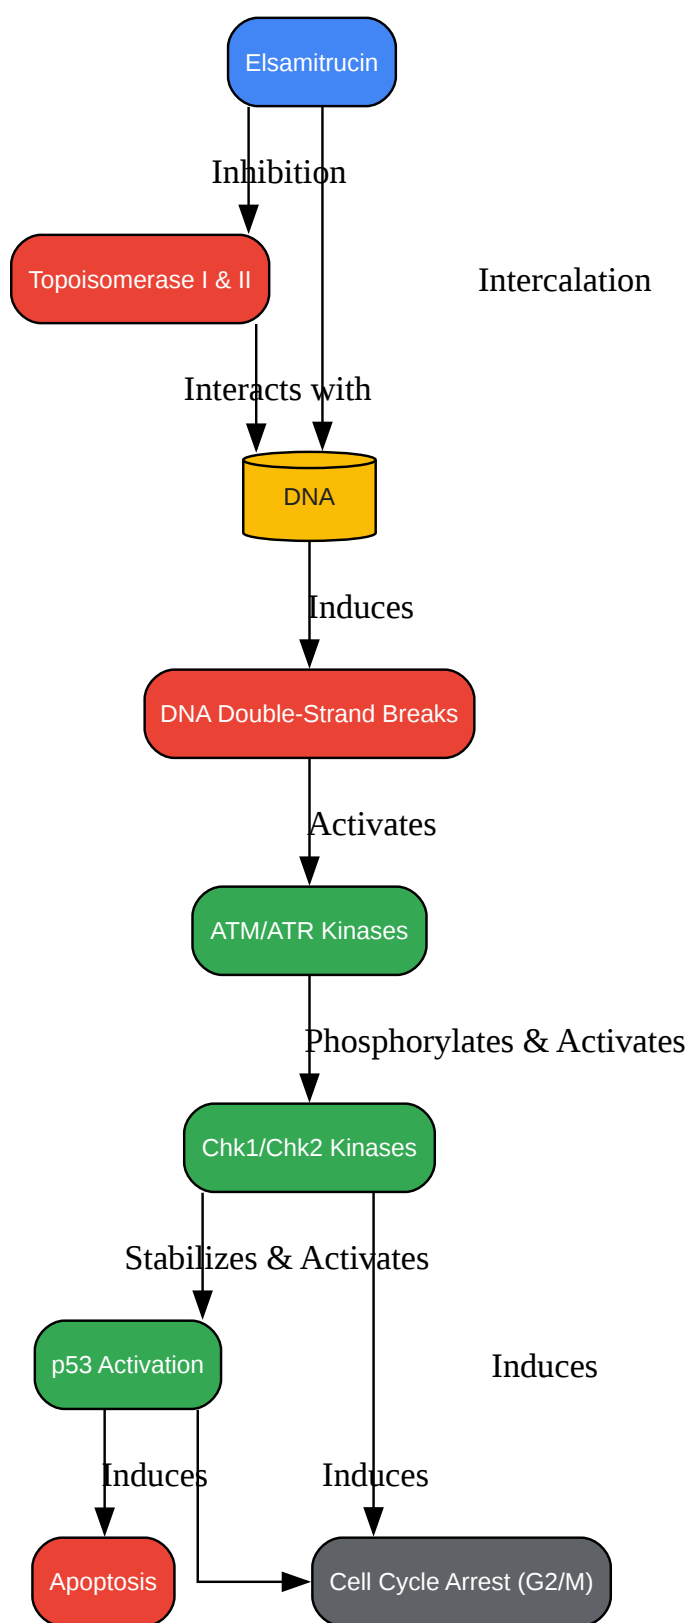 Elsamitrucin
Inhibition
Topoisomerase I & II
Intercalation
Interacts with
DNA
Induces
DNA Double-Strand Breaks
Activates
ATM/ATR Kinases
Phosphorylates & Activates
Chk1/Chk2 Kinases
Stabilizes & Activates
p53 Activation
Induces
Induces
Induces
Apoptosis
Cell Cycle Arrest (G2/M)